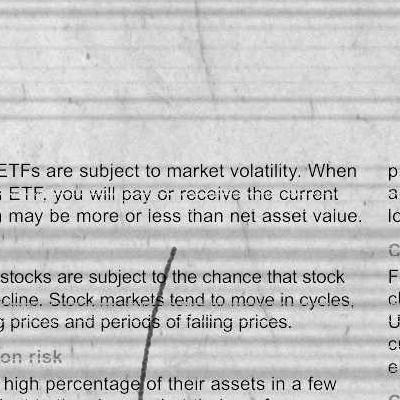 ETFs are subject to market volatility. When
ETF, you will pay or receive the current
may be more or less than net asset value.
stocks are subject to the chance that stock
cline. Stock markets tend to move in cycles,
g prices and periods of falling prices.
on risk
high percentage of their assets in a few